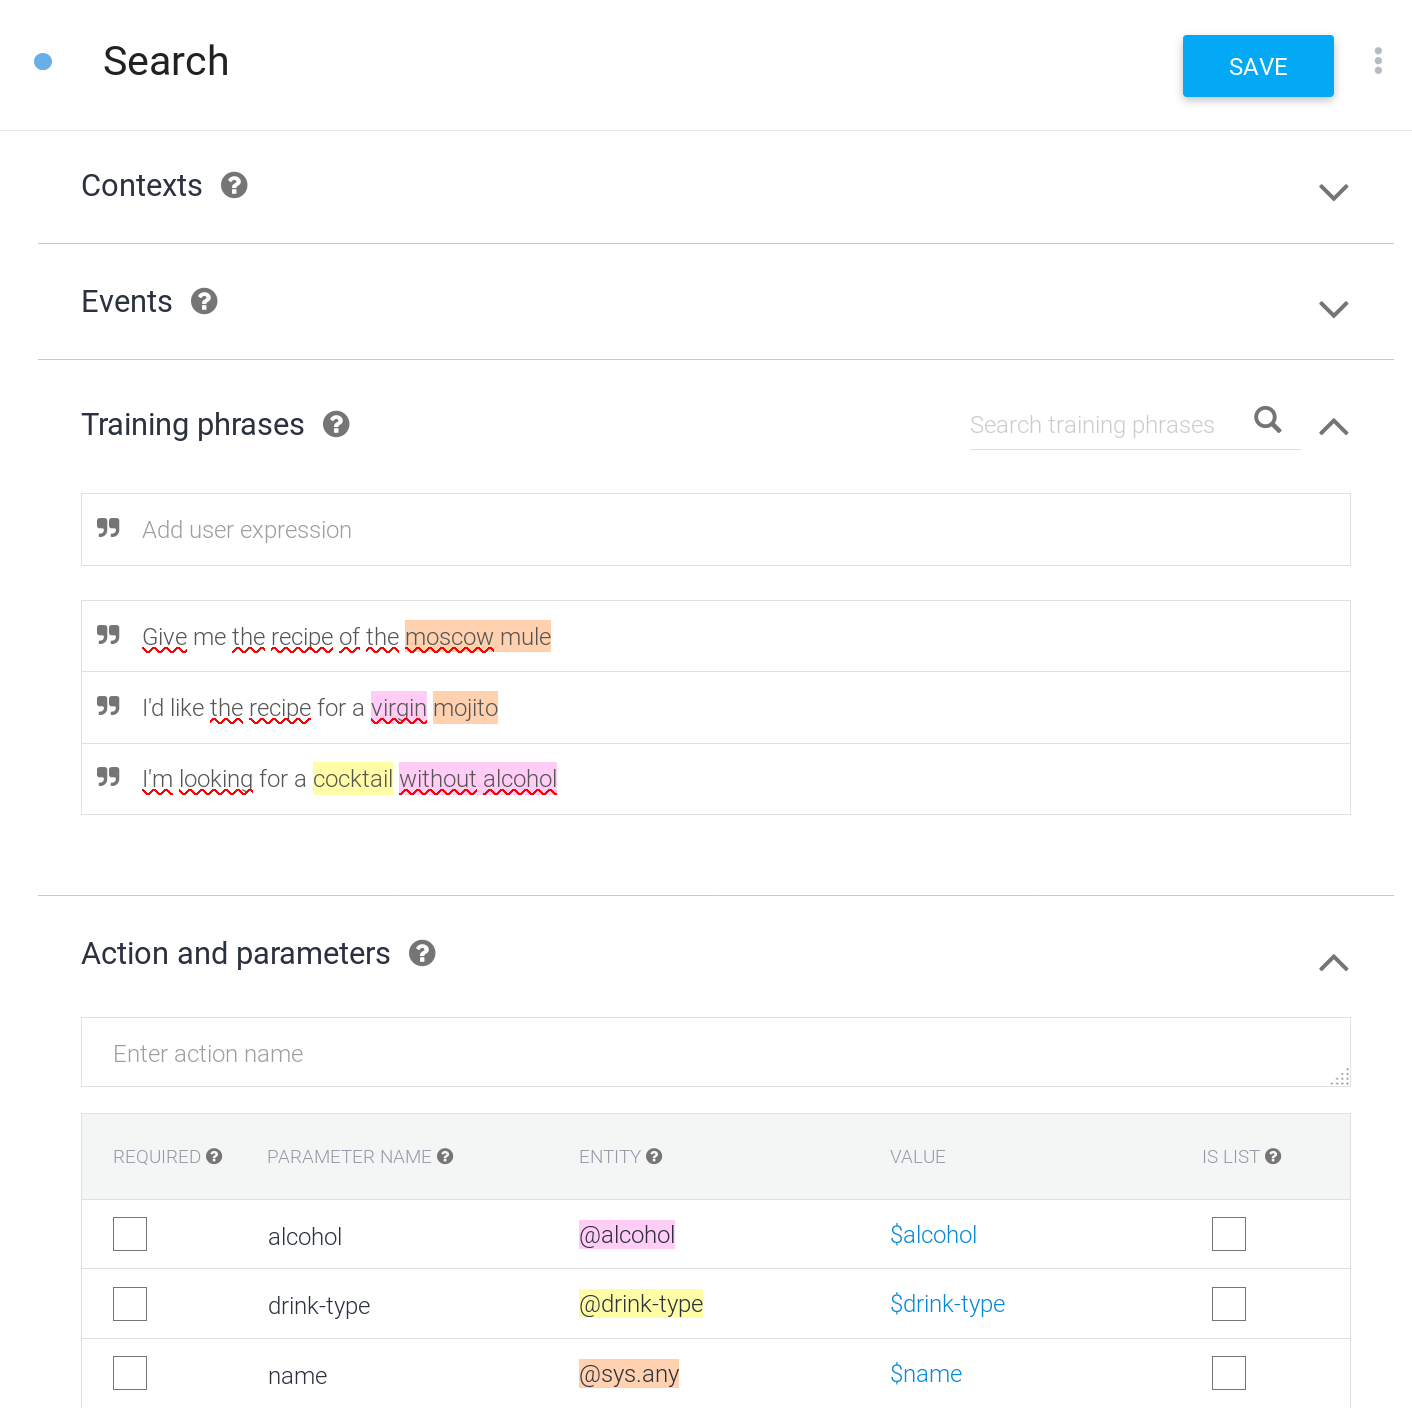 Search
SAVE
Contexts
Events
Training phrases
Search training phrases
Add user expression
Give me the recipe of the moscow mule
I'd like the recipe for a virgin mojito
I'm looking for a cocktail without alcohol
Action and parameters
Enter action name
REQUIRED PARAMETER NAME ENTITY VALUE IS LIST
alcohol @alcohol $alcohol
drink-type @drink-type $drink-type
name @sys.any $name